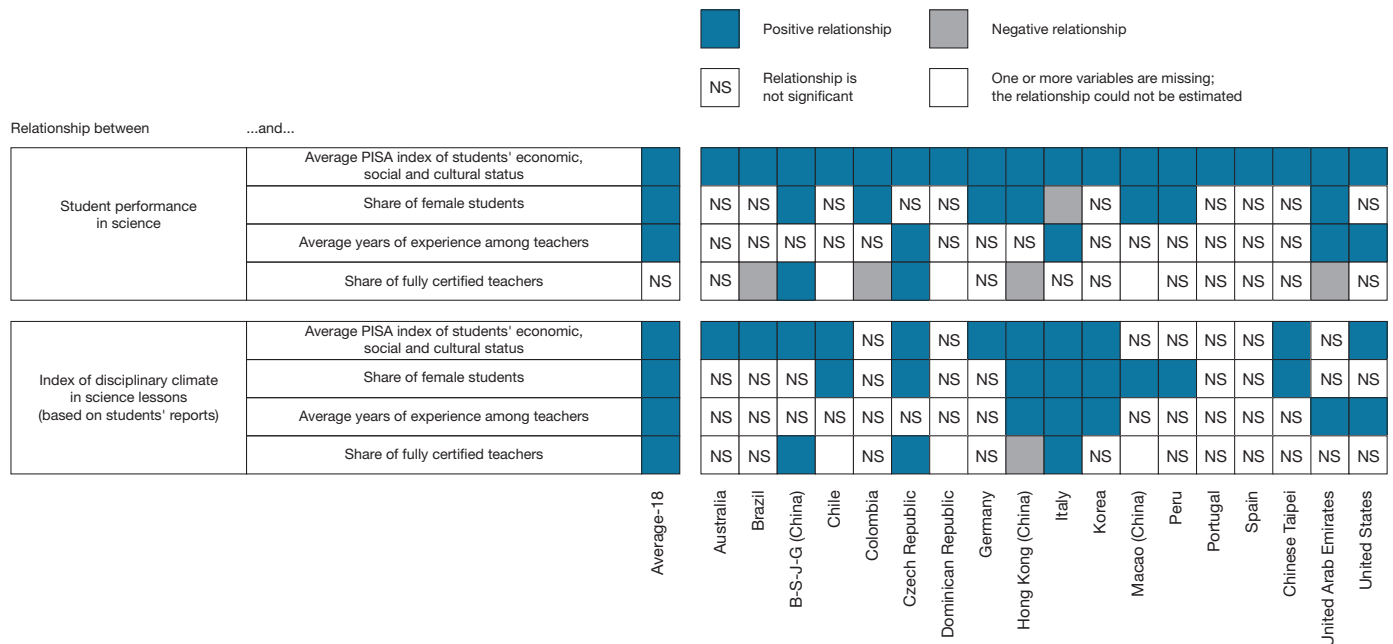 Positive relationship
Negative relationship
NS
Relationship is
not significant
One or more variables are missing;
the relationship could not be estimated
Relationship between
...and...
Student performance
in science
Average PISA index of students' economic,
social and cultural status
Share of female students
NS NS NS NS NS NS NS NS NS NS
Average years of experience among teachers
NS NS NS NS NS NS NS NS NS NS NS NS NS NS
Share of fully certified teachers
NS
NS NS NS NS NS NS NS NS NS
Index of disciplinary climate
in science lessons
(based on students' reports)
Average PISA index of students' economic,
social and cultural status
NS NS NS NS NS NS NS
Share of female students
NS NS NS NS NS NS NS NS NS NS
Average years of experience among teachers
NS NS NS NS NS NS NS NS NS NS NS NS NS
Share of fully certified teachers
NS NS NS NS NS NS NS NS NS NS NS
Average-18
Australia
Brazil
B-S-J-G (China)
Chile
Colombia
Czech Republic
Dominican Republic
Germany
Hong Kong (China)
Italy
Korea
Macao (China)
Peru
Portugal
Spain
Chinese Taipei
United Arab Emirates
United States